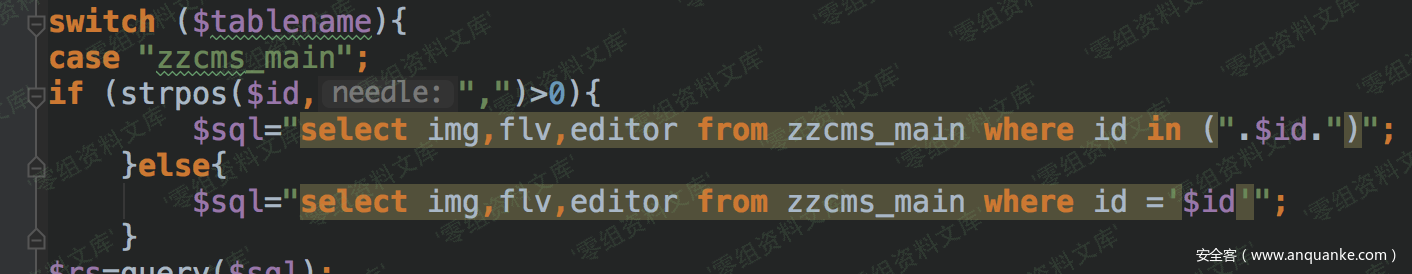 switch ($tablename){
case "zzcms_main";
if (strpos($id, needle: ",")>0){
$sql="select img,flv,editor from zzcms_main where id in (".$id.")";
}else{
$sql="select img,flv,editor from zzcms_main where id ='$id'";
}
$rs=query($sql);
'零组资料文库'
安全客（www.anquanke.com）